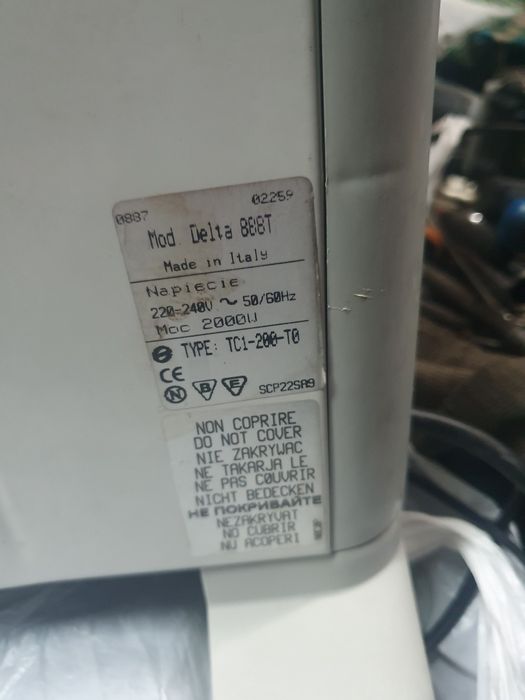 0887 02259
Mod. Delta 888T
Made in Italy
Napiecie
220-240V ~ 50/60Hz
Moc 2000W
TYPE: TC1-200-T0
CE
N B E SCP22SA9
NON COPRIRE
DO NOT COVER
NIE ZAKRYWAC
NE TAKARJA LE
NE PAS COUVRIR
NICHT BEDECKEN
НЕ ПОКРИВАЙТЕ
NEZAKRYVAT
NO CUBRIR
NU ACOPERI